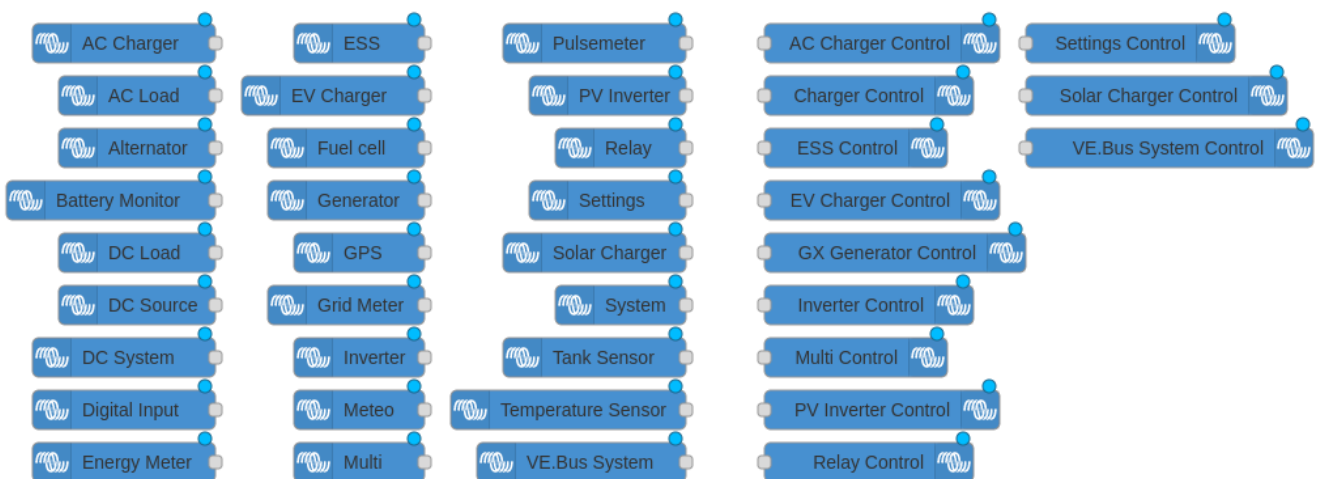 AC Charger
AC Load
Alternator
Battery Monitor
DC Load
DC Source
DC System
Digital Input
Energy Meter
ESS
EV Charger
Fuel cell
Generator
GPS
Grid Meter
Inverter
Meteo
Multi
Pulsemeter
PV Inverter
Relay
Settings
Solar Charger
System
Tank Sensor
Temperature Sensor
VE.Bus System
AC Charger Control
Charger Control
ESS Control
EV Charger Control
GX Generator Control
Inverter Control
Multi Control
PV Inverter Control
Relay Control
Settings Control
Solar Charger Control
VE.Bus System Control